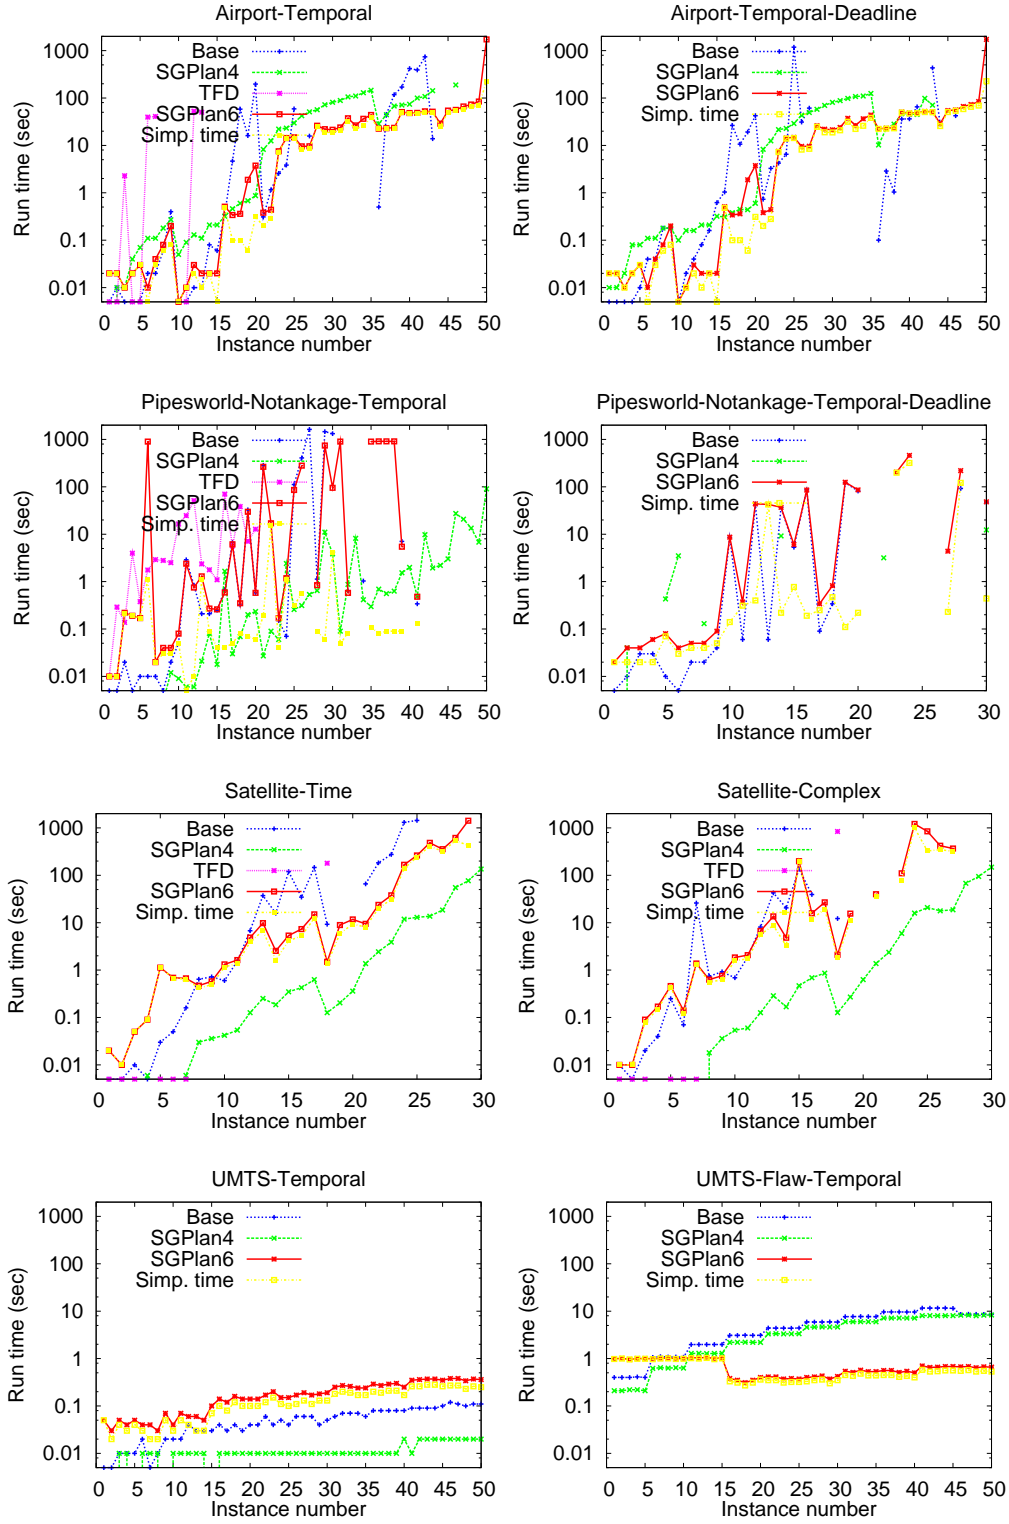 Airport-Temporal
Run time (sec)
1000
100
10
1
0.1
0.01
Base
SGPlan4
TFD
SGPlan6
Simp. time
0 5 10 15 20 25 30 35 40 45 50
Instance number
Airport-Temporal-Deadline
Run time (sec)
1000
100
10
1
0.1
0.01
Base
SGPlan4
SGPlan6
Simp. time
0 5 10 15 20 25 30 35 40 45 50
Instance number
Pipesworld-Notankage-Temporal
Run time (sec)
1000
100
10
1
0.1
0.01
Base
SGPlan4
TFD
SGPlan6
Simp. time
0 5 10 15 20 25 30 35 40 45 50
Instance number
Pipesworld-Notankage-Temporal-Deadline
Run time (sec)
1000
100
10
1
0.1
0.01
Base
SGPlan4
SGPlan6
Simp. time
0 5 10 15 20 25 30
Instance number
Satellite-Time
Run time (sec)
1000
100
10
1
0.1
0.01
Base
SGPlan4
TFD
SGPlan6
Simp. time
0 5 10 15 20 25 30
Instance number
Satellite-Complex
Run time (sec)
1000
100
10
1
0.1
0.01
Base
SGPlan4
TFD
SGPlan6
Simp. time
0 5 10 15 20 25 30
Instance number
UMTS-Temporal
Run time (sec)
1000
100
10
1
0.1
0.01
Base
SGPlan4
SGPlan6
Simp. time
0 5 10 15 20 25 30 35 40 45 50
Instance number
UMTS-Flaw-Temporal
Run time (sec)
1000
100
10
1
0.1
0.01
Base
SGPlan4
SGPlan6
Simp. time
0 5 10 15 20 25 30 35 40 45 50
Instance number